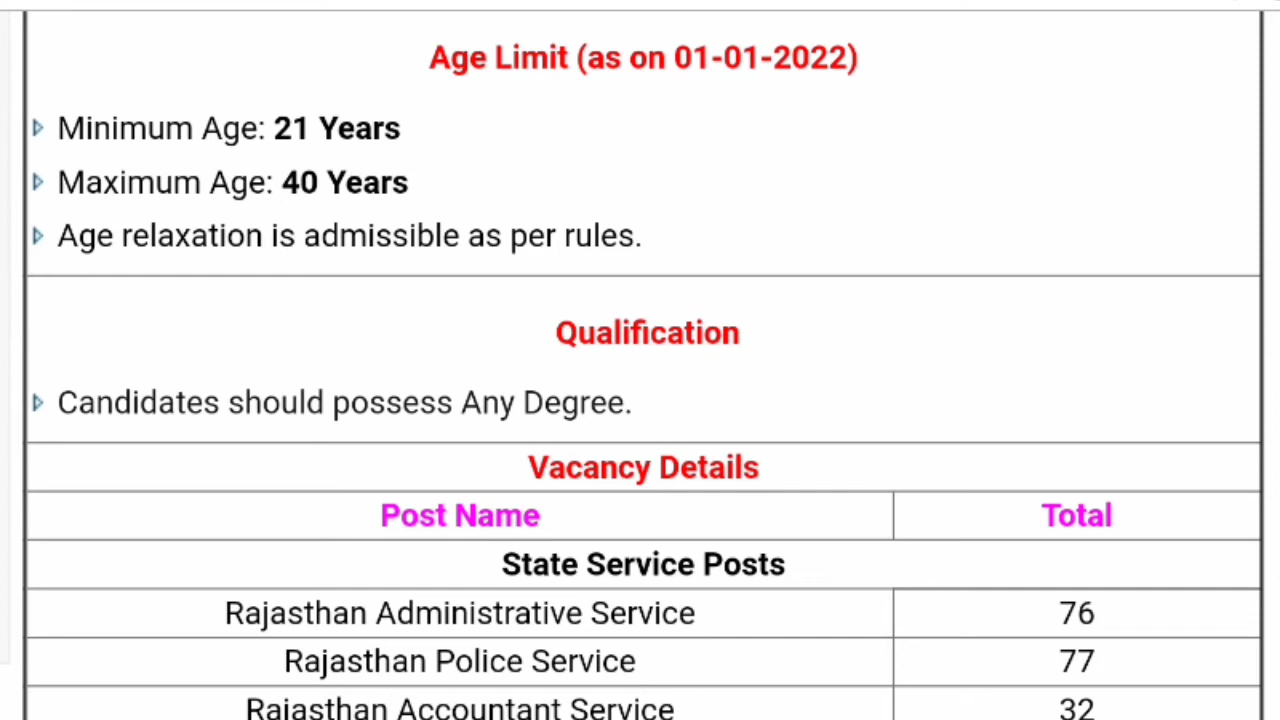 Age Limit (as on 01-01-2022)
Minimum Age: 21 Years
Maximum Age: 40 Years
Age relaxation is admissible as per rules.
Qualification
Candidates should possess Any Degree.
Vacancy Details
Post Name Total
State Service Posts
Rajasthan Administrative Service 76
Rajasthan Police Service 77
Rajasthan Accountant Service 32